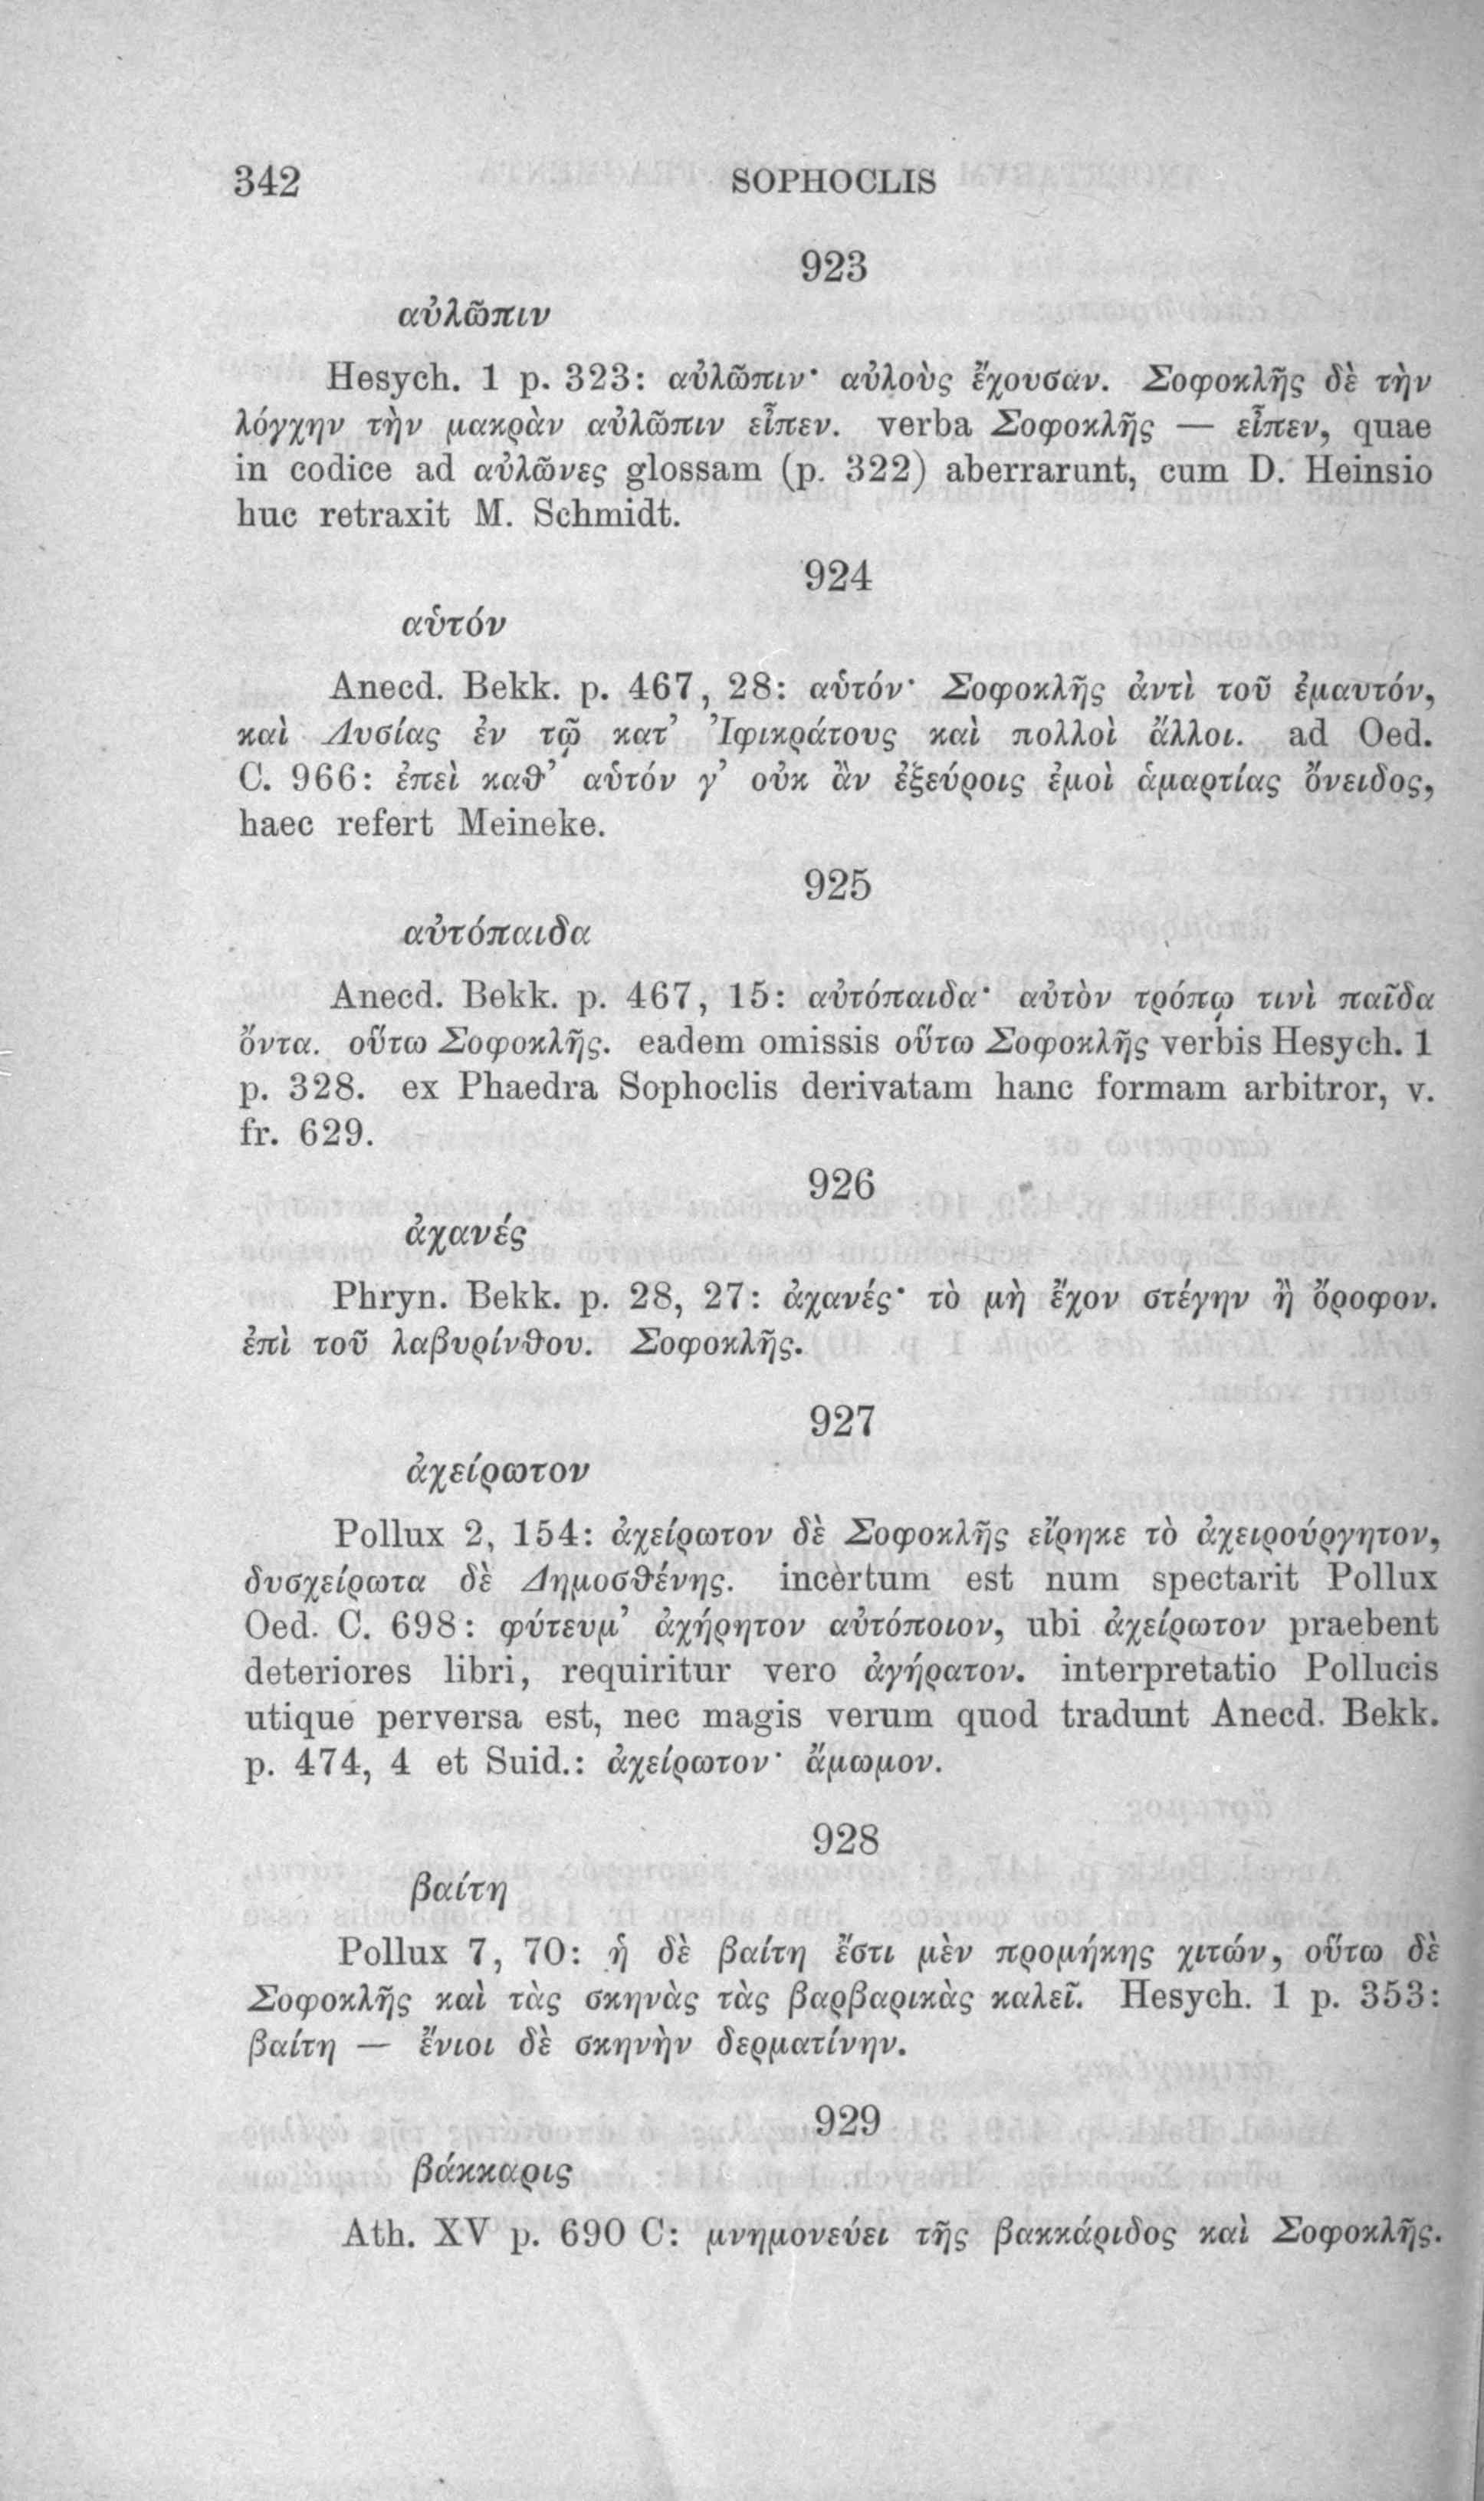 342 SOPHOCLIS
923
αὐλῶπιν
Hesych. 1 p. 323: αὐλῶπιν· αὐλοὺς ἔχουσαν. Σοφοκλῆς δὲ τὴν
λόγχην τὴν μακρὰν αὐλῶπιν εἶπεν. verba Σοφοκλῆς — εἶπεν, quae
in codice ad αὐλῶνες glossam (p. 322) aberrarunt, cum D. Heinsio
huc retraxit M. Schmidt.
924
αὑτόν
Anecd. Bekk. p. 467, 28: αὑτόν· Σοφοκλῆς ἀντὶ τοῦ ἐμαυτόν,
καὶ Λυσίας ἐν τῷ κατ’ Ἰφικράτους καὶ πολλοὶ ἄλλοι. ad Oed.
C. 966: ἐπεὶ καθ’ αὑτόν γ’ οὐκ ἂν ἐξεύροις ἐμοὶ ἁμαρτίας ὄνειδος,
haec refert Meineke.
925
αὐτόπαιδα
Anecd. Bekk. p. 467, 15: αὐτόπαιδα· αὐτὸν τρόπῳ τινὶ παῖδα
ὄντα. οὕτω Σοφοκλῆς. eadem omissis οὕτω Σοφοκλῆς verbis Hesych. 1
p. 328. ex Phaedra Sophoclis derivatam hanc formam arbitror, v.
fr. 629.
926
ἀχανές
Phryn. Bekk. p. 28, 27: ἀχανές· τὸ μὴ ἔχον στέγην ἢ ὄροφον.
ἐπὶ τοῦ λαβυρίνθου. Σοφοκλῆς.
927
ἀχείρωτον
Pollux 2, 154: ἀχείρωτον δὲ Σοφοκλῆς εἴρηκε τὸ ἀχειρούργητον,
δυσχείρωτα δὲ Δημοσθένης. incertum est num spectarit Pollux
Oed. C. 698: φύτευμ’ ἀχήρητον αὐτόποιον, ubi ἀχείρωτον praebent
deteriores libri, requiritur vero ἀγήρατον. interpretatio Pollucis
utique perversa est, nec magis verum quod tradunt Anecd. Bekk.
p. 474, 4 et Suid.: ἀχείρωτον· ἄμωμον.
928
βαίτη
Pollux 7, 70: ἡ δὲ βαίτη ἔστι μὲν προμήκης χιτών, οὕτω δὲ
Σοφοκλῆς καὶ τὰς σκηνὰς τὰς βαρβαρικὰς καλεῖ. Hesych. 1 p. 353:
βαίτη — ἔνιοι δὲ σκηνὴν δερματίνην.
929
βάκκαρις
Ath. XV p. 690 C: μνημονεύει τῆς βακκάριδος καὶ Σοφοκλῆς.